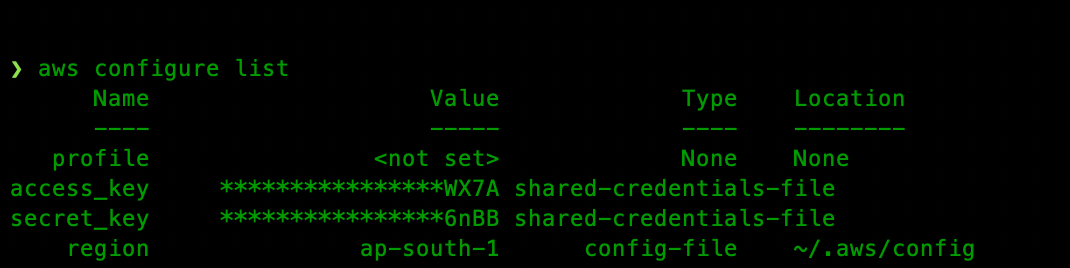 ❯ aws configure list
      Name                    Value             Type    Location
      ----                    -----             ----    --------
   profile                <not set>             None    None
access_key     ****************WX7A shared-credentials-file
secret_key     ****************6nBB shared-credentials-file
    region               ap-south-1      config-file    ~/.aws/config